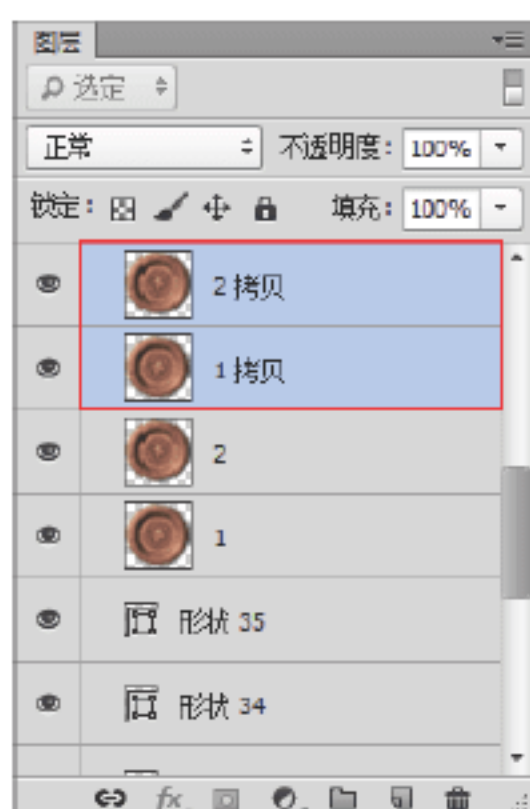 图层
选定
正常 不透明度: 100%
锁定: 填充: 100%
2 拷贝
1 拷贝
2
1
形状 35
形状 34
fx